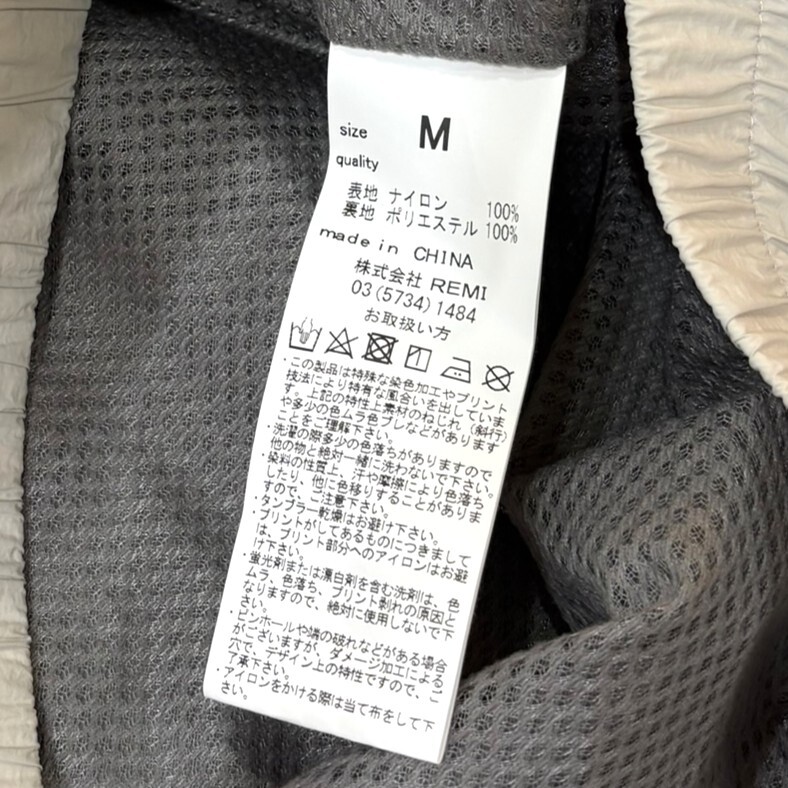 size M
quality
表地 ナイロン 100%
裏地 ポリエステル 100%
made in CHINA
株式会社 REMI
03(5734)1484
お取扱い方
・この製品は特殊な染色加工やプリント
技法により特有な風合いを出していま
す。上記の特性上素材のねじれ（斜行）
や多少の色ムラ色ブレなどがあります
ことをご理解下さい。
・洗濯の際多少の色落ちがありますので
他の物と絶対一緒に洗わないで下さい。
・染料の性質上、汗や摩擦により色落ち
したり、他に色移りすることがありま
すので、ご注意下さい。
・タンブラー乾燥はお避け下さい。
・プリントがしてあるものにつきまして
は、プリント部分へのアイロンはお避
け下さい。
・蛍光剤または漂白剤を含む洗剤は、色
ムラ、色落ち、プリント剥れの原因と
なりますので、絶対に使用しないで下
さい。
・ピンホールや端の破れなどがある場合
がございますが、ダメージ加工による
穴で、デザイン上の特性ですので、ご
了承下さい。
・アイロンをかける際は当て布をして下
さい。